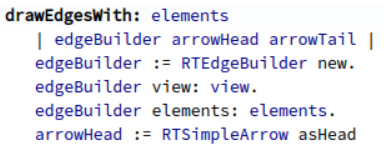 drawEdgesWith: elements
| edgeBuilder arrowHead arrowTail |
edgeBuilder := RTEdgeBuilder new.
edgeBuilder view: view.
edgeBuilder elements: elements.
arrowHead := RTSimpleArrow asHead